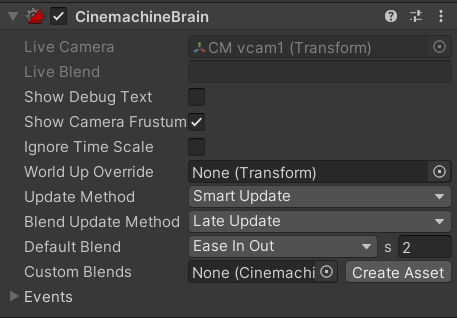 CinemachineBrain
Live Camera CM vcam1 (Transform)
Live Blend
Show Debug Text
Show Camera Frustum
Ignore Time Scale
World Up Override None (Transform)
Update Method Smart Update
Blend Update Method Late Update
Default Blend Ease In Out s 2
Custom Blends None (Cinemachi Create Asset
Events